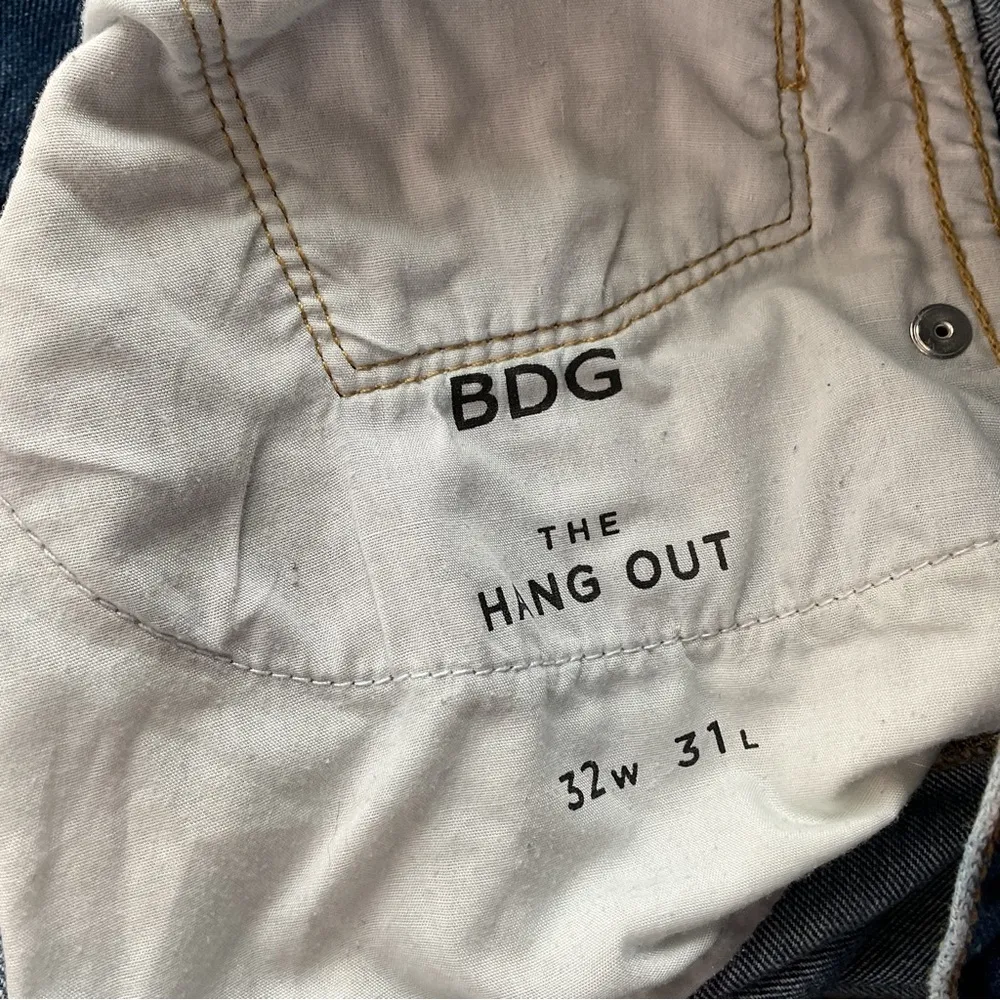 BDG
THE
HANG OUT
32W 31L